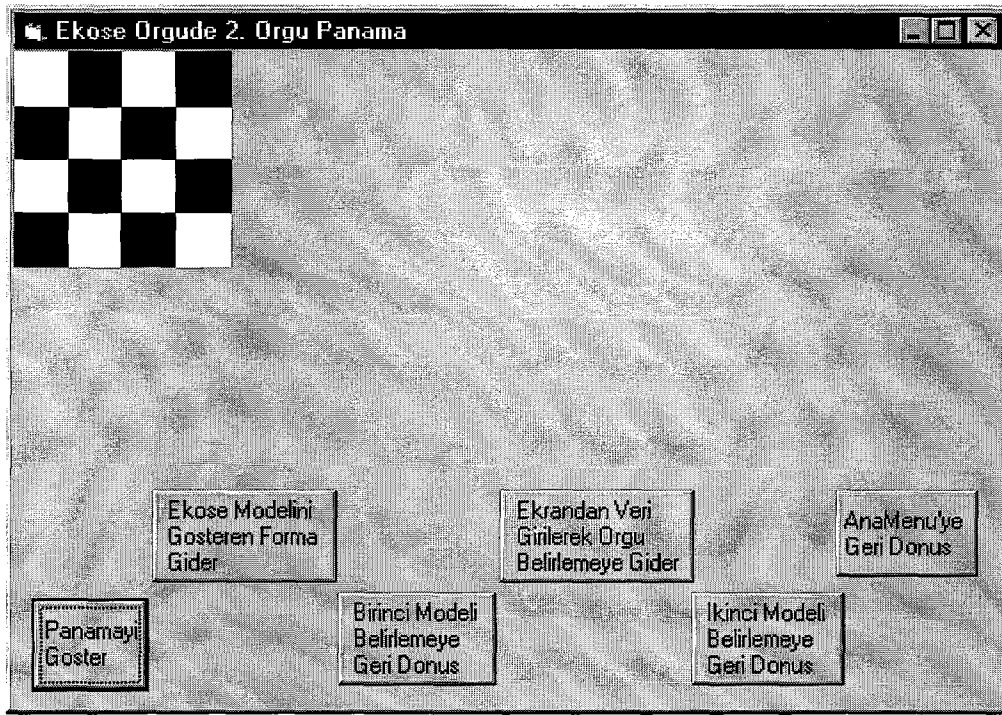 Ekose Orgude 2. Orgu Panama
Ekose Modelini
Gosteren Forma
Gider
Ekrandan Veri
Girilerek Orgu
Belirlemeye Gider
AnaMenu'ye
Geri Donus
Panamayi
Goster
Birinci Modeli
Belirlemeye
Geri Donus
Ikinci Modeli
Belirlemeye
Geri Donus